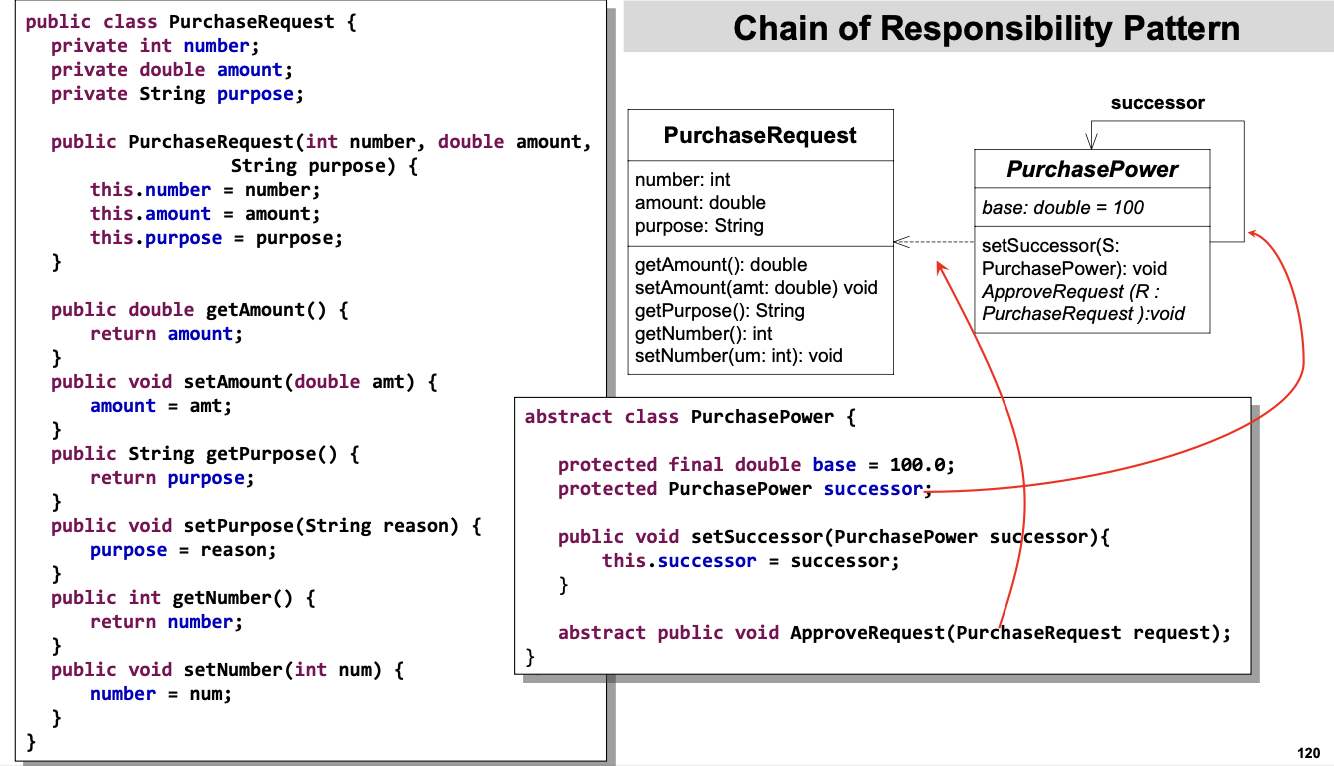 public class PurchaseRequest {
private int number;
private double amount;
private String purpose;
public PurchaseRequest(int number, double amount,
String purpose) {
this.number = number;
this.amount = amount;
this.purpose = purpose;
}
public double getAmount() {
return amount;
}
public void setAmount(double amt) {
amount = amt;
}
public String getPurpose() {
return purpose;
}
public void setPurpose(String reason) {
purpose = reason;
}
public int getNumber() {
return number;
}
public void setNumber(int num) {
number = num;
}
}
Chain of Responsibility Pattern
PurchaseRequest
number: int
amount: double
purpose: String
getAmount(): double
setAmount(amt: double) void
getPurpose(): String
getNumber(): int
setNumber(um: int): void
successor
PurchasePower
base: double = 100
setSuccessor(S:
PurchasePower): void
ApproveRequest (R :
PurchaseRequest ):void
abstract class PurchasePower {
protected final double base = 100.0;
protected PurchasePower successor;
public void setSuccessor(PurchasePower successor){
this.successor = successor;
}
abstract public void ApproveRequest(PurchaseRequest request);
}
120